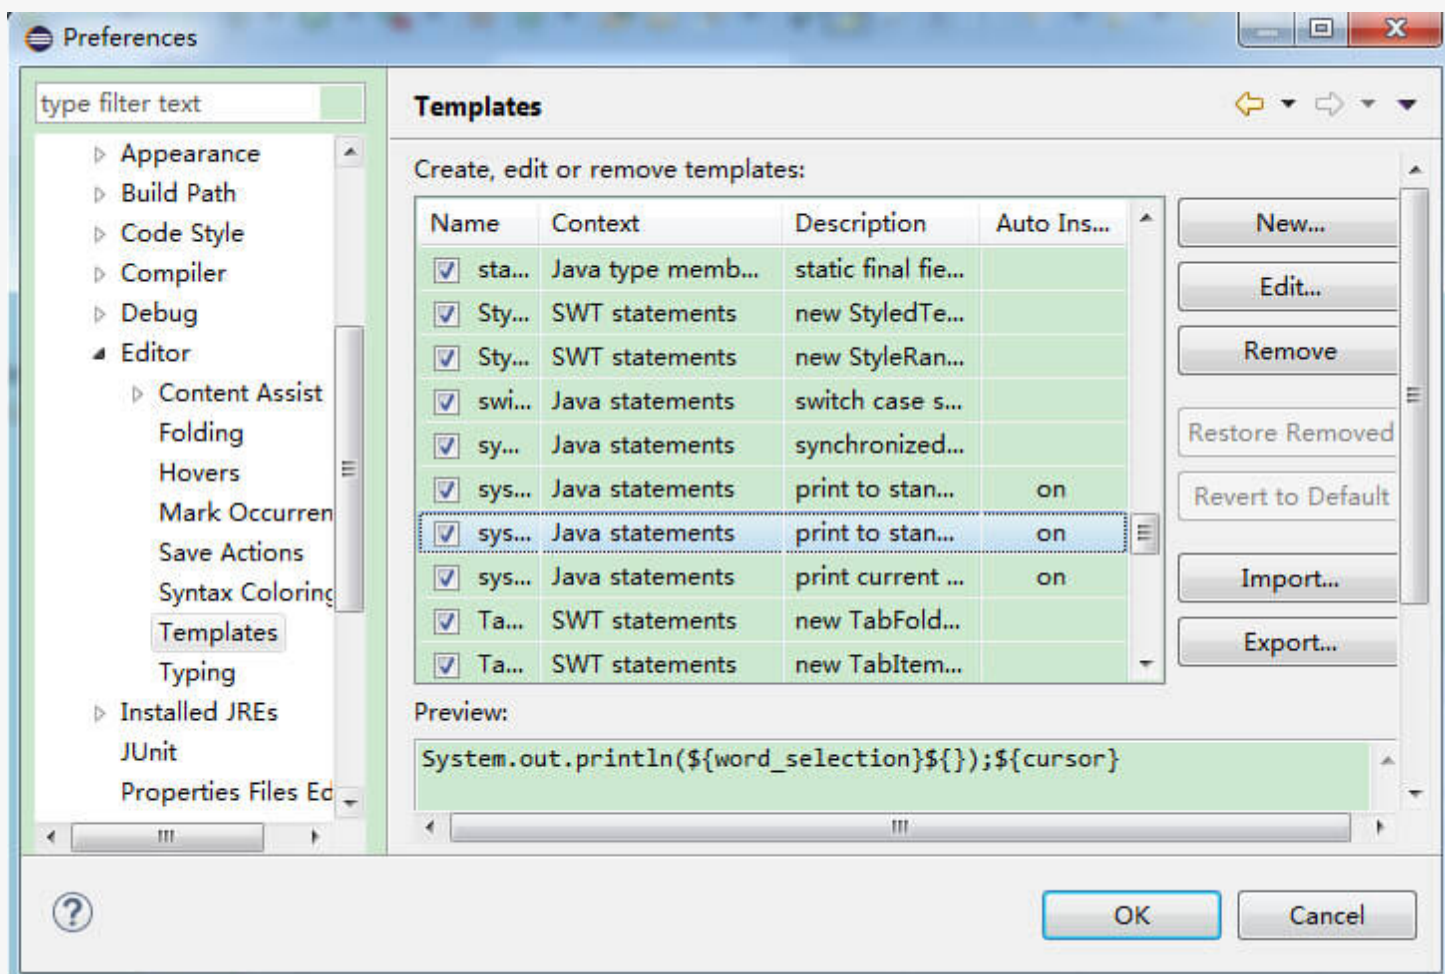 Preferences
type filter text
Appearance
Build Path
Code Style
Compiler
Debug
Editor
Content Assist
Folding
Hovers
Mark Occurren
Save Actions
Syntax Coloring
Templates
Typing
Installed JREs
JUnit
Properties Files Ed
Templates
Create, edit or remove templates:
Name Context Description Auto Ins...
sta... Java type memb... static final fie...
Sty... SWT statements new StyledTe...
Sty... SWT statements new StyleRan...
swi... Java statements switch case s...
sy... Java statements synchronized...
sys... Java statements print to stan... on
sys... Java statements print to stan... on
sys... Java statements print current ... on
Ta... SWT statements new TabFold...
Ta... SWT statements new TabItem...
New...
Edit...
Remove
Restore Removed
Revert to Default
Import...
Export...
Preview:
System.out.println(${word_selection}${});${cursor}
?
OK
Cancel